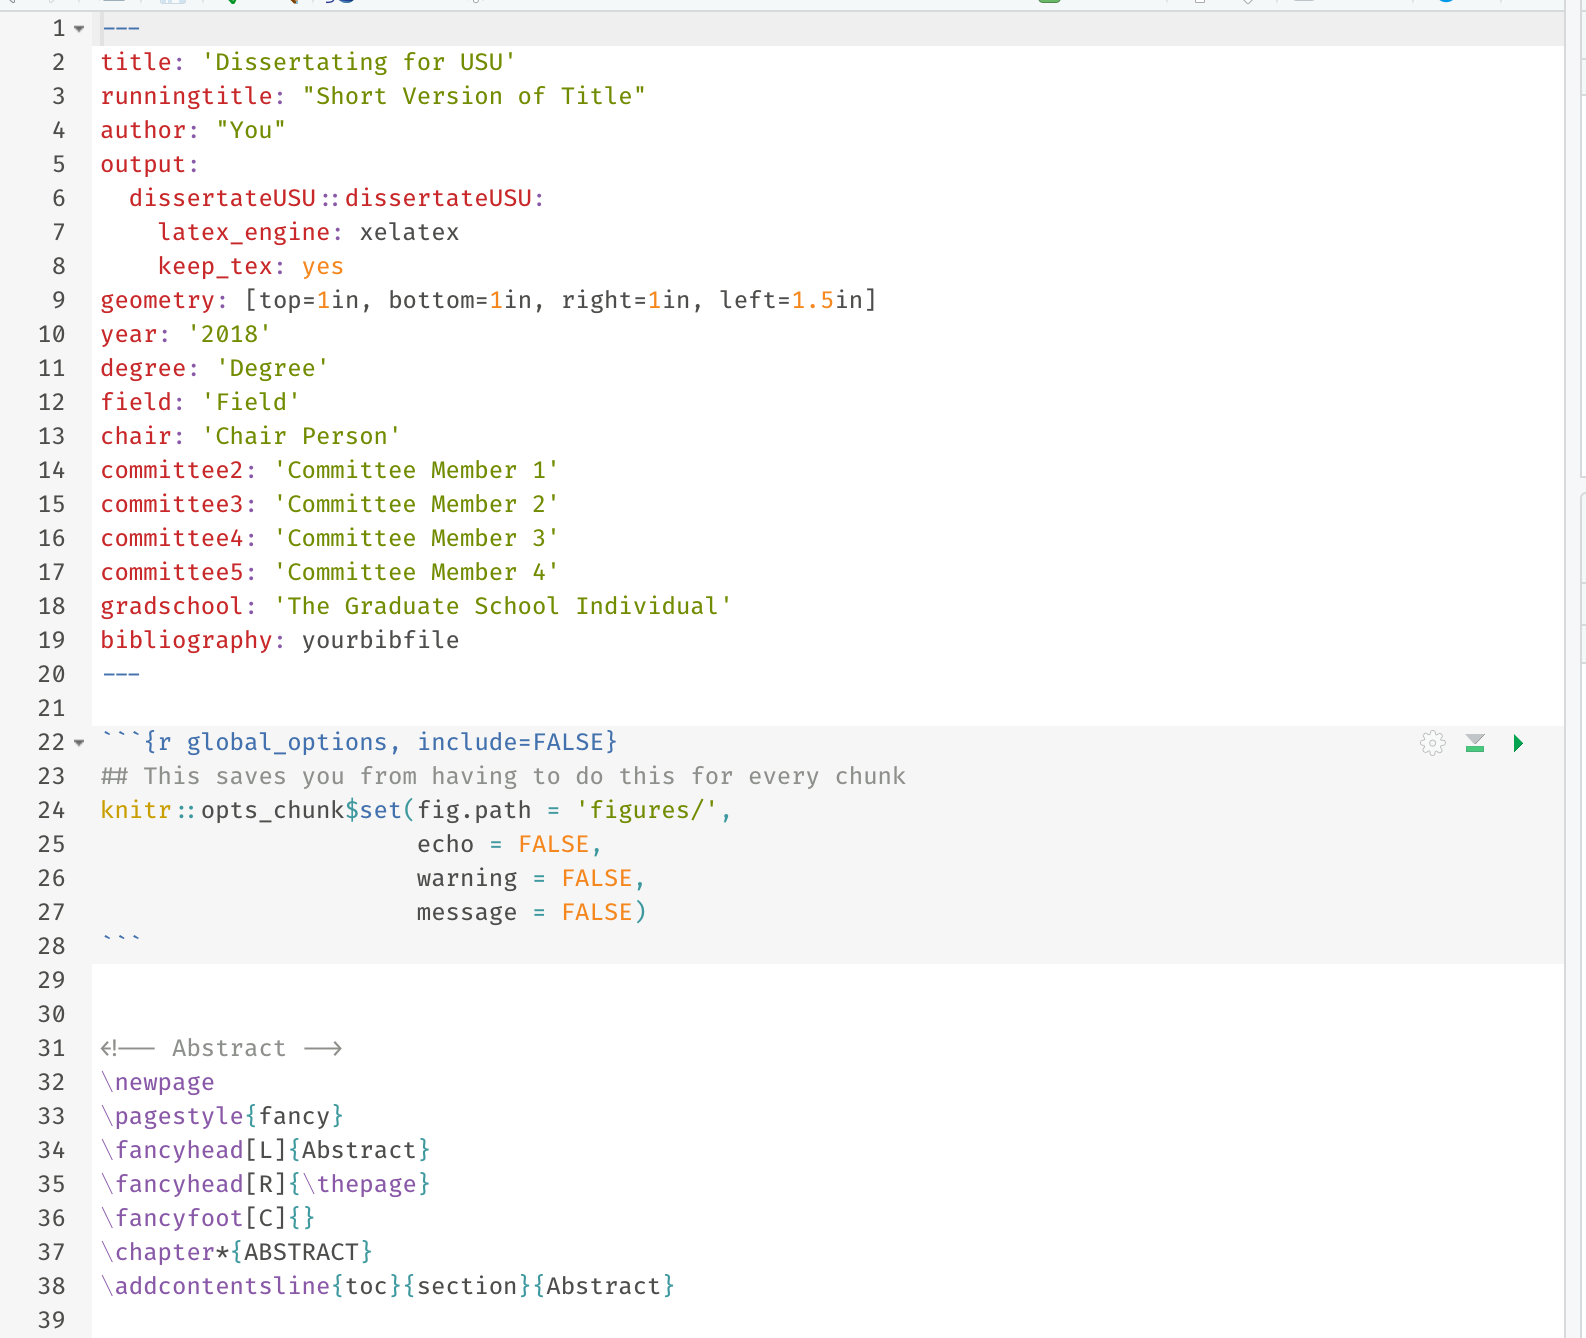 1 ---
2 title: 'Dissertating for USU'
3 runningtitle: "Short Version of Title"
4 author: "You"
5 output:
6   dissertateUSU::dissertateUSU:
7     latex_engine: xelatex
8     keep_tex: yes
9 geometry: [top=1in, bottom=1in, right=1in, left=1.5in]
10 year: '2018'
11 degree: 'Degree'
12 field: 'Field'
13 chair: 'Chair Person'
14 committee2: 'Committee Member 1'
15 committee3: 'Committee Member 2'
16 committee4: 'Committee Member 3'
17 committee5: 'Committee Member 4'
18 gradschool: 'The Graduate School Individual'
19 bibliography: yourbibfile
20 ---
21
22 ```{r global_options, include=FALSE}
23 ## This saves you from having to do this for every chunk
24 knitr::opts_chunk$set(fig.path = 'figures/',
25                       echo = FALSE,
26                       warning = FALSE,
27                       message = FALSE)
28 ```
29
30
31 <!-- Abstract -->
32 \newpage
33 \pagestyle{fancy}
34 \fancyhead[L]{Abstract}
35 \fancyhead[R]{\thepage}
36 \fancyfoot[C]{}
37 \chapter*{ABSTRACT}
38 \addcontentsline{toc}{section}{Abstract}
39